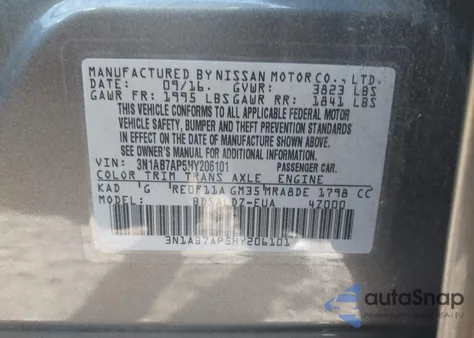 MANUFACTURED BY NISSAN MOTOR CO., LTD.
DATE: 09/16. GVWR: 3823 LBS
GAWR FR: 1995 LBS GAWR RR: 1841 LBS
THIS VEHICLE CONFORMS TO ALL APPLICABLE FEDERAL MOTOR
VEHICLE SAFETY, BUMPER AND THEFT PREVENTION STANDARDS
IN EFFECT ON THE DATE OF MANUFACTURE SHOWN ABOVE.
SEE OWNER'S MANUAL FOR ADDITIONAL INFORMATION.
VIN: 3N1AB7AP5HY206101 PASSENGER CAR.
COLOR TRIM TRANS AXLE ENGINE
KAD G RE0F11A GM35 MRA8DE 1798 CC
MODEL: BDSALDZ-EUA 4Z000
3N1AB7AP5HY206101
autoSnap